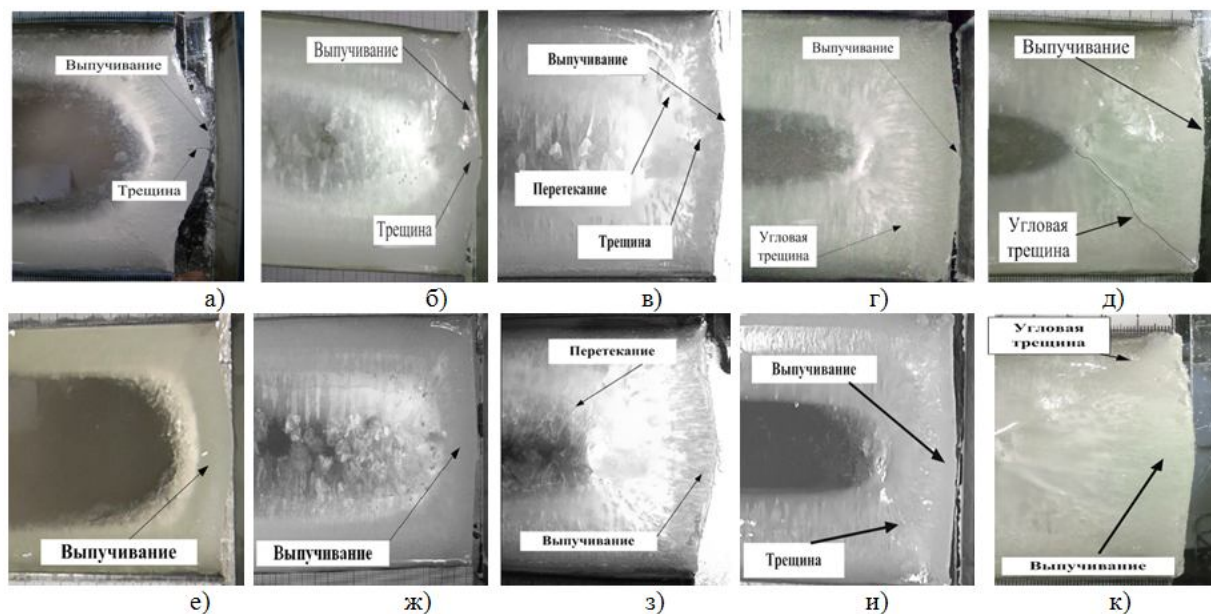 Выпучивание
Трещина
а)
Выпучивание
Трещина
б)
Выпучивание
Перетекание
Трещина
в)
Выпучивание
Угловая
трещина
г)
Выпучивание
Угловая
трещина
д)
Выпучивание
е)
Выпучивание
ж)
Перетекание
Выпучивание
з)
Выпучивание
Трещина
и)
Угловая
трещина
Выпучивание
к)